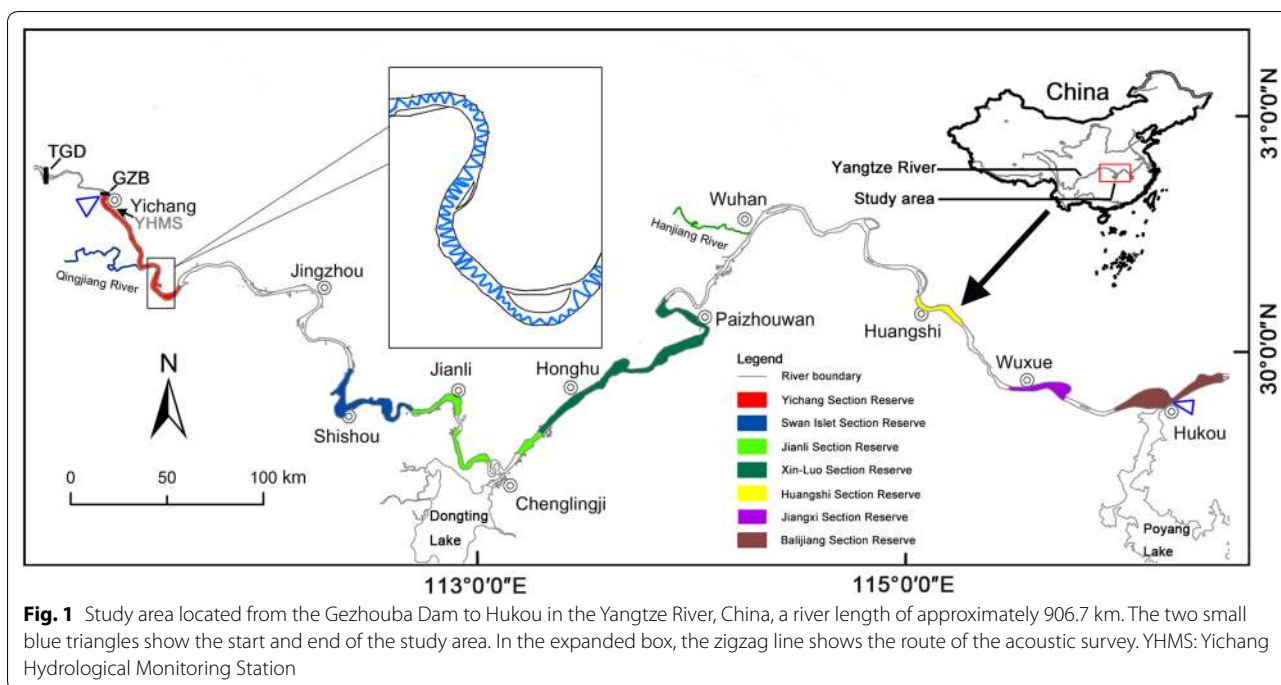 China
31°0'0"N
TGD
GZB
Yichang
YHMS
Yangtze River
Study area
Wuhan
Hanjiang River
Qingjiang River
Jingzhou
Paizhouwan
Huangshi
30°0'0"N
N
Jianli
Honghu
Wuxue
Legend
River boundary
Yichang Section Reserve
Swan Islet Section Reserve
Jianli Section Reserve
Xin-Luo Section Reserve
Huangshi Section Reserve
Jiangxi Section Reserve
Balijiang Section Reserve
Shishou
Hukou
0 50 100 km
Chenglingji
Dongting
Lake
Poyang
Lake
113°0'0"E
115°0'0"E
Fig. 1 Study area located from the Gezhouba Dam to Hukou in the Yangtze River, China, a river length of approximately 906.7 km. The two small
blue triangles show the start and end of the study area. In the expanded box, the zigzag line shows the route of the acoustic survey. YHMS: Yichang
Hydrological Monitoring Station